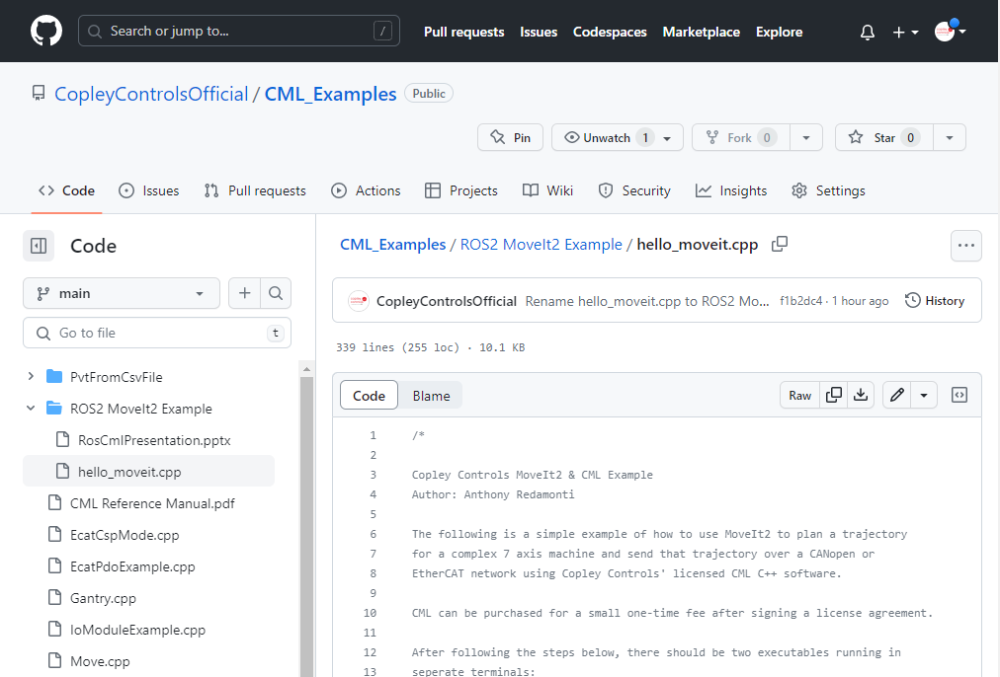 Search or jump to... / Pull requests Issues Codespaces Marketplace Explore
CopleyControlsOfficial / CML_Examples Public
Pin Unwatch 1 Fork 0 Star 0
Code Issues Pull requests Actions Projects Wiki Security Insights Settings
Code
main
Go to file t
PvtFromCsvFile
ROS2 MoveIt2 Example
RosCmlPresentation.pptx
hello_moveit.cpp
CML Reference Manual.pdf
EcatCspMode.cpp
EcatPdoExample.cpp
Gantry.cpp
IoModuleExample.cpp
Move.cpp
CML_Examples / ROS2 MoveIt2 Example / hello_moveit.cpp
CopleyControlsOfficial Rename hello_moveit.cpp to ROS2 Mo... f1b2dc4 · 1 hour ago History
339 lines (255 loc) · 10.1 KB
Code Blame Raw
1 /*
2
3 Copley Controls MoveIt2 & CML Example
4 Author: Anthony Redamonti
5
6 The following is a simple example of how to use MoveIt2 to plan a trajectory
7 for a complex 7 axis machine and send that trajectory over a CANopen or
8 EtherCAT network using Copley Controls' licensed CML C++ software.
9
10 CML can be purchased for a small one-time fee after signing a license agreement.
11
12 After following the steps below, there should be two executables running in
13 seperate terminals: